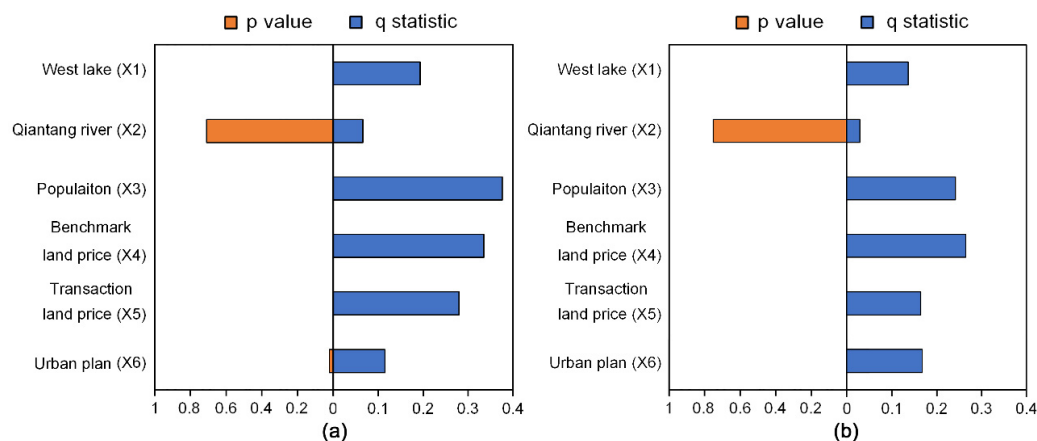 p value q statistic
West lake (X1)
Qiantang river (X2)
Populaiton (X3)
Benchmark
land price (X4)
Transaction
land price (X5)
Urban plan (X6)
1 0.8 0.6 0.4 0.2 0 0.1 0.2 0.3 0.4
(a)
p value q statistic
West lake (X1)
Qiantang river (X2)
Populaiton (X3)
Benchmark
land price (X4)
Transaction
land price (X5)
Urban plan (X6)
1 0.8 0.6 0.4 0.2 0 0.1 0.2 0.3 0.4
(b)